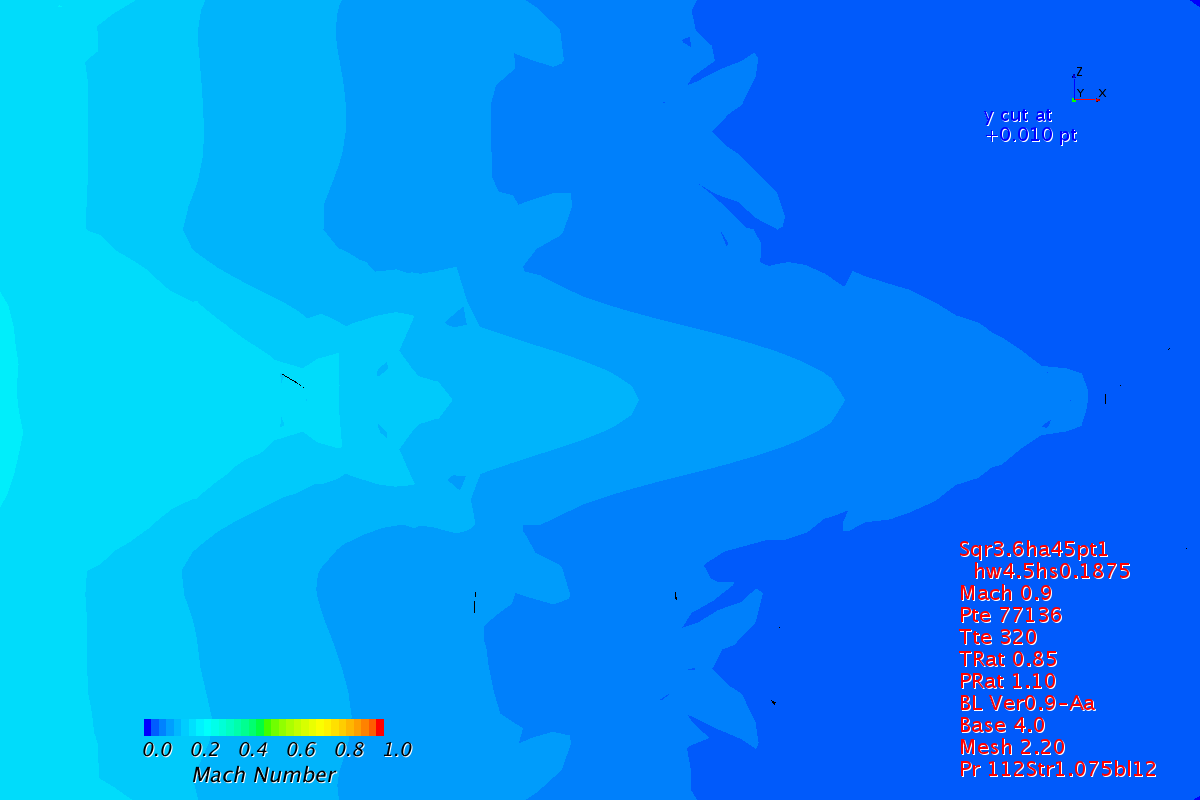 Z
Y X
y cut at
+0.010 pt
Sqr3.6ha45pt1
hw4.5hs0.1875
Mach 0.9
Pte 77136
Tte 320
TRat 0.85
PRat 1.10
BL Ver0.9-Aa
Base 4.0
Mesh 2.20
Pr 112Str1.075bl12
0.0 0.2 0.4 0.6 0.8 1.0
Mach Number